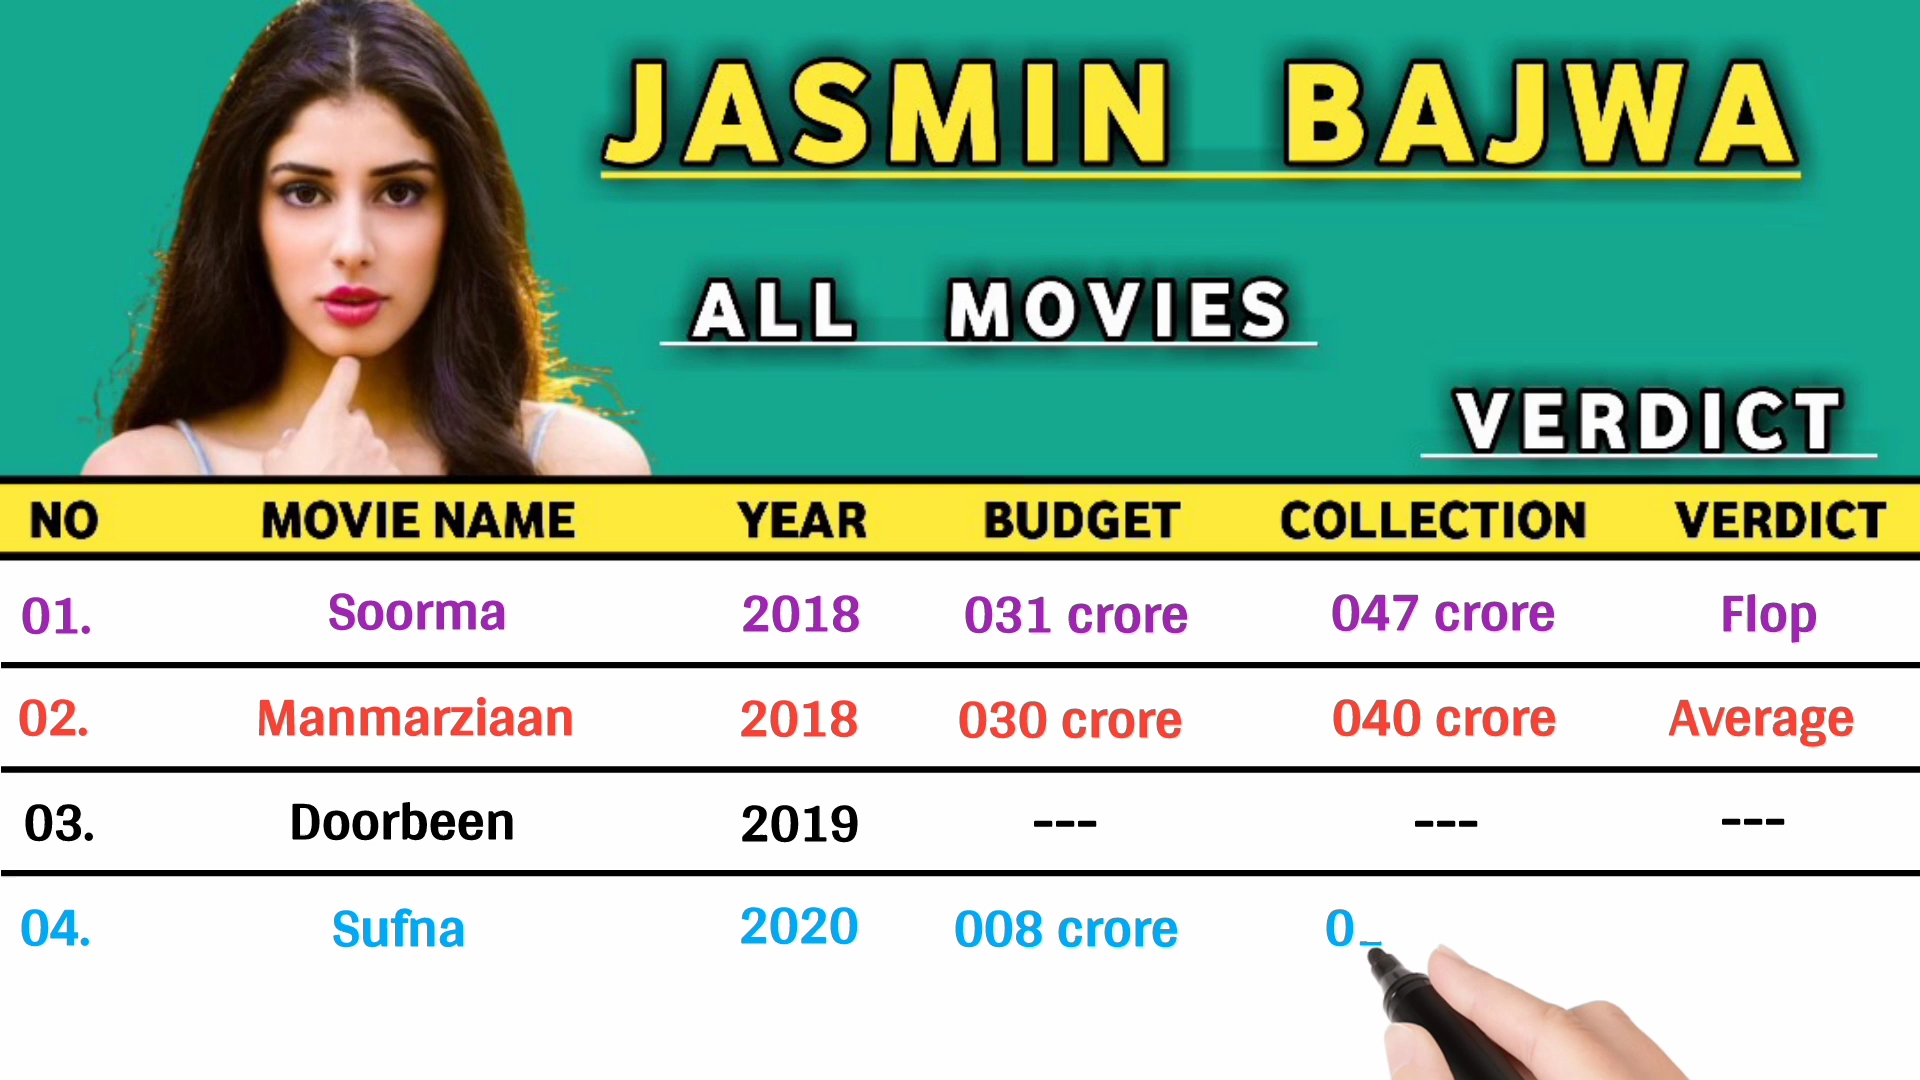 JASMIN BAJWA
ALL MOVIES
VERDICT
NO MOVIE NAME YEAR BUDGET COLLECTION VERDICT
01. Soorma 2018 031 crore 047 crore Flop
02. Manmarziaan 2018 030 crore 040 crore Average
03. Doorbeen 2019 --- --- ---
04. Sufna 2020 008 crore 0